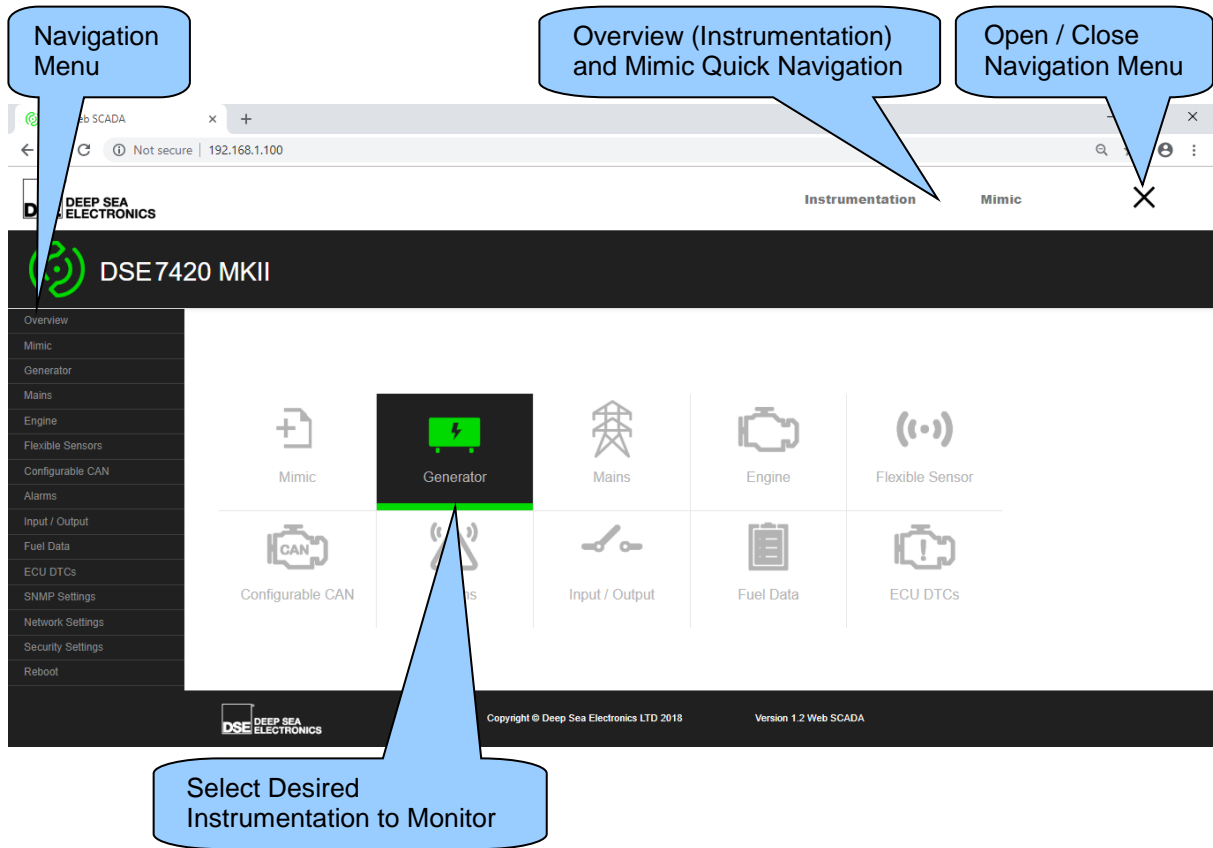 Navigation
Menu
Overview (Instrumentation)
and Mimic Quick Navigation
Open / Close
Navigation Menu
SCADA
Not secure | 192.168.1.100
DEEP SEA
ELECTRONICS
Instrumentation
Mimic
DSE7420 MKII
Overview
Mimic
Generator
Mains
Engine
Flexible Sensors
Configurable CAN
Alarms
Input / Output
Fuel Data
ECU DTCs
SNMP Settings
Network Settings
Security Settings
Reboot
Mimic
Generator
Mains
Engine
Flexible Sensor
CAN
Configurable CAN
Input / Output
Fuel Data
ECU DTCs
DSE DEEP SEA
ELECTRONICS
Copyright © Deep Sea Electronics LTD 2018
Version 1.2 Web SCADA
Select Desired
Instrumentation to Monitor